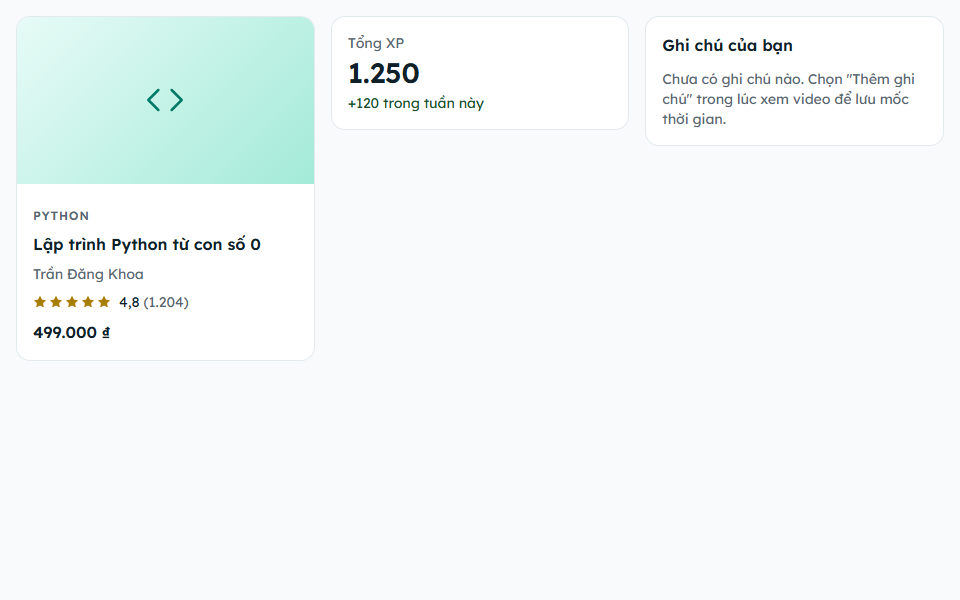 PYTHON
Lập trình Python từ con số 0
Trần Đăng Khoa
4,8 (1.204)
499.000 ₫
Tổng XP
1.250
+120 trong tuần này
Ghi chú của bạn
Chưa có ghi chú nào. Chọn "Thêm ghi
chú" trong lúc xem video để lưu mốc
thời gian.